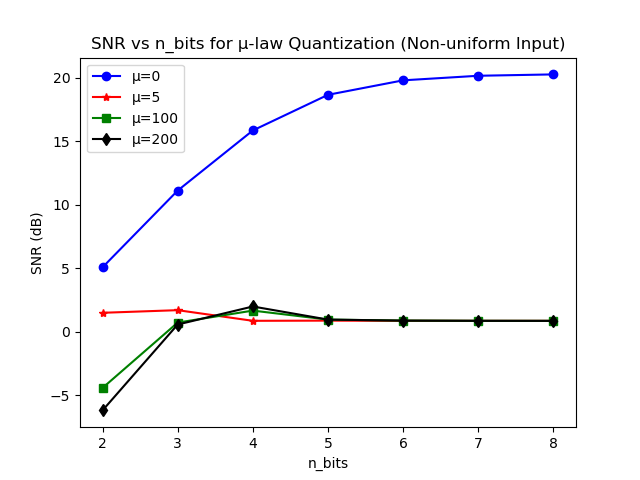 SNR vs n_bits for μ-law Quantization (Non-uniform Input)
μ=0
μ=5
μ=100
μ=200
SNR (dB)
20
15
10
5
0
−5
2 3 4 5 6 7 8
n_bits